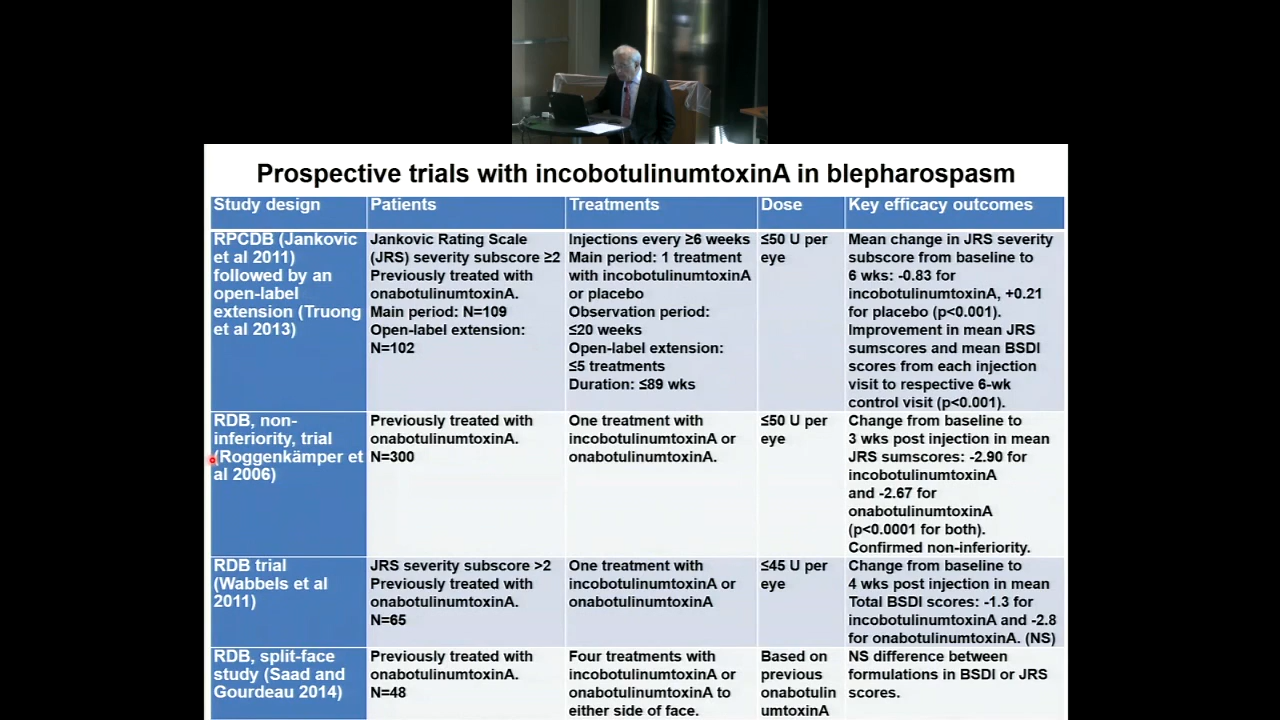 Prospective trials with incobotulinumtoxinA in blepharospasm
Study design
Patients
Treatments
Dose
Key efficacy outcomes
RPCDB (Jankovic
et al 2011)
followed by an
open-label
extension (Truong
et al 2013)
Jankovic Rating Scale
(JRS) severity subscore ≥2
Previously treated with
onabotulinumtoxinA.
Main period: N=109
Open-label extension:
N=102
Injections every ≥6 weeks
Main period: 1 treatment
with incobotulinumtoxinA
or placebo
Observation period:
≤20 weeks
Open-label extension:
≤5 treatments
Duration: ≤89 wks
≤50 U per
eye
Mean change in JRS severity
subscore from baseline to
6 wks: -0.83 for
incobotulinumtoxinA, +0.21
for placebo (p<0.001).
Improvement in mean JRS
sumscores and mean BSDI
scores from each injection
visit to respective 6-wk
control visit (p<0.001).
RDB, non-
inferiority, trial
(Roggenkämper et
al 2006)
Previously treated with
onabotulinumtoxinA.
N=300
One treatment with
incobotulinumtoxinA or
onabotulinumtoxinA.
≤50 U per
eye
Change from baseline to
3 wks post injection in mean
JRS sumscores: -2.90 for
incobotulinumtoxinA
and -2.67 for
onabotulinumtoxinA
(p<0.0001 for both).
Confirmed non-inferiority.
RDB trial
(Wabbels et al
2011)
JRS severity subscore >2
Previously treated with
onabotulinumtoxinA.
N=65
One treatment with
incobotulinumtoxinA or
onabotulinumtoxinA
≤45 U per
eye
Change from baseline to
4 wks post injection in mean
Total BSDI scores: -1.3 for
incobotulinumtoxinA and -2.8
for onabotulinumtoxinA. (NS)
RDB, split-face
study (Saad and
Gourdeau 2014)
Previously treated with
onabotulinumtoxinA.
N=48
Four treatments with
incobotulinumtoxinA or
onabotulinumtoxinA to
either side of face.
Based on
previous
onabotulin
umtoxinA
NS difference between
formulations in BSDI or JRS
scores.